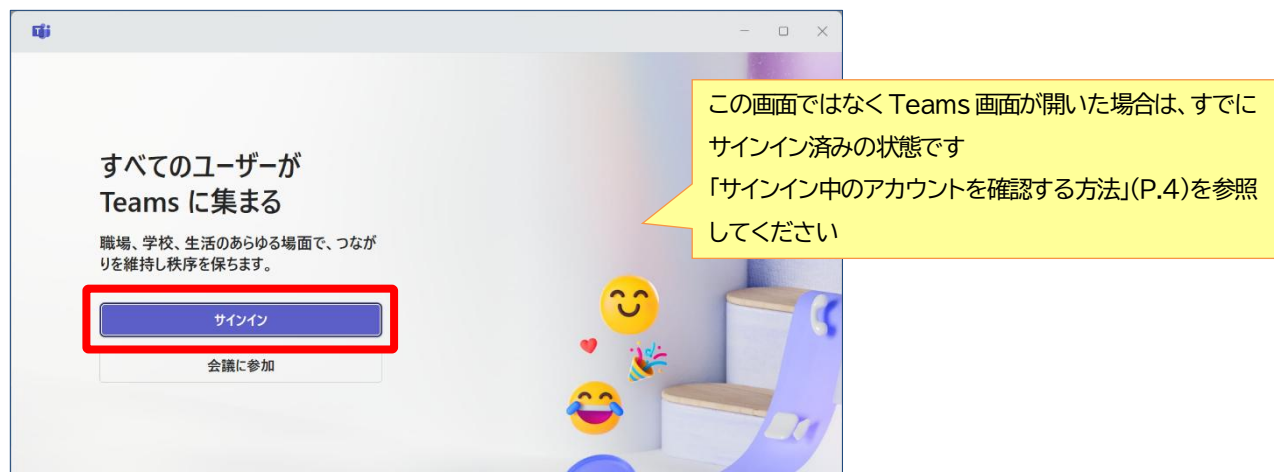 すべてのユーザーが
Teams に集まる
職場、学校、生活のあらゆる場面で、つなが
りを維持し秩序を保ちます。
サインイン
会議に参加
この画面ではなく Teams 画面が開いた場合は、すでに
サインイン済みの状態です
「サインイン中のアカウントを確認する方法」(P.4)を参照
してください